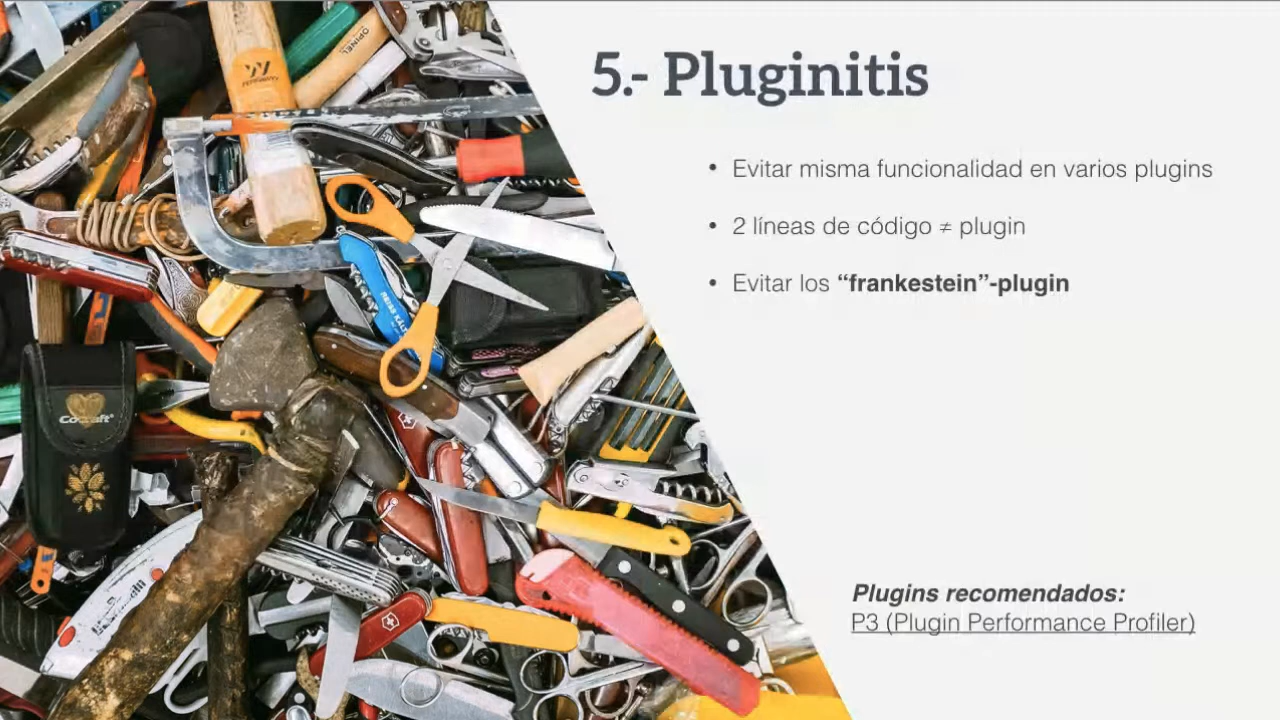 5.- Pluginitis
• Evitar misma funcionalidad en varios plugins
• 2 líneas de código ≠ plugin
• Evitar los “frankestein”-plugin
Plugins recomendados:
P3 (Plugin Performance Profiler)
OPINEL